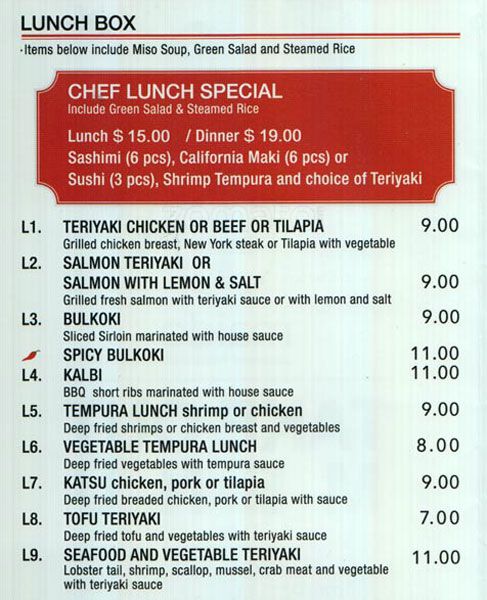 LUNCH BOX
·Items below include Miso Soup, Green Salad and Steamed Rice
CHEF LUNCH SPECIAL
Include Green Salad & Steamed Rice
Lunch $ 15.00 / Dinner $ 19.00
Sashimi (6 pcs), California Maki (6 pcs) or
Sushi (3 pcs), Shrimp Tempura and choice of Teriyaki
L1. TERIYAKI CHICKEN OR BEEF OR TILAPIA 9.00
Grilled chicken breast, New York steak or Tilapia with vegetable
L2. SALMON TERIYAKI OR
SALMON WITH LEMON & SALT 9.00
Grilled fresh salmon with teriyaki sauce or with lemon and salt
L3. BULKOKI 9.00
Sliced Sirloin marinated with house sauce
SPICY BULKOKI 11.00
L4. KALBI 11.00
BBQ short ribs marinated with house sauce
L5. TEMPURA LUNCH shrimp or chicken 9.00
Deep fried shrimps or chicken breast and vegetables
L6. VEGETABLE TEMPURA LUNCH 8.00
Deep fried vegetables with tempura sauce
L7. KATSU chicken, pork or tilapia 9.00
Deep fried breaded chicken, pork or tilapia with sauce
L8. TOFU TERIYAKI 7.00
Deep fried tofu and vegetables with teriyaki sauce
L9. SEAFOOD AND VEGETABLE TERIYAKI 11.00
Lobster tail, shrimp, scallop, mussel, crab meat and vegetable
with teriyaki sauce